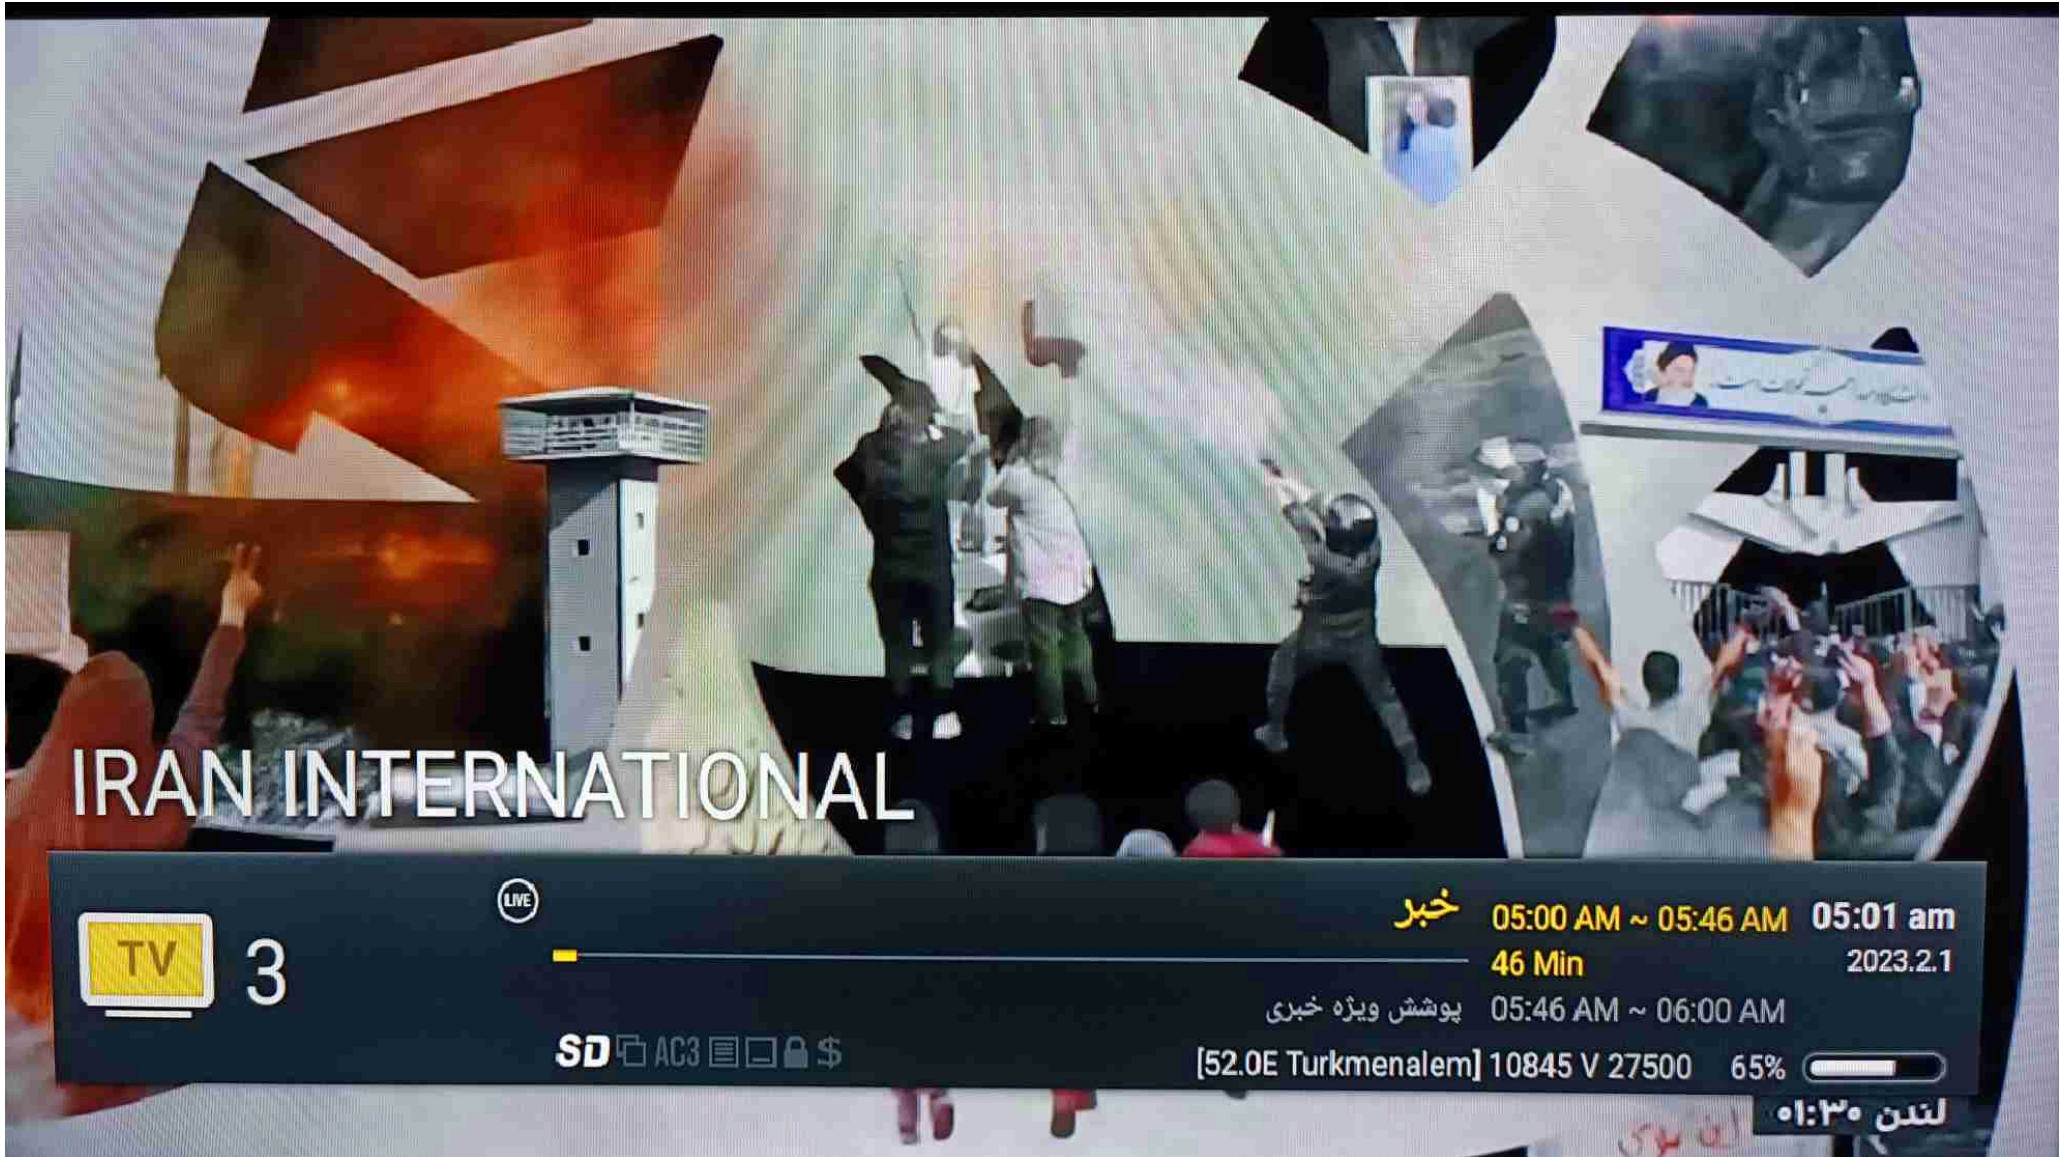 IRAN INTERNATIONAL
LIVE
خبر
05:00 AM ~ 05:46 AM
05:01 am
TV
3
46 Min
2023.2.1
پوشش ویژه خبری
05:46 AM ~ 06:00 AM
SD
AC3
$
[52.0E Turkmenalem] 10845 V 27500
65%
لندن ۰۱:۳۰
این